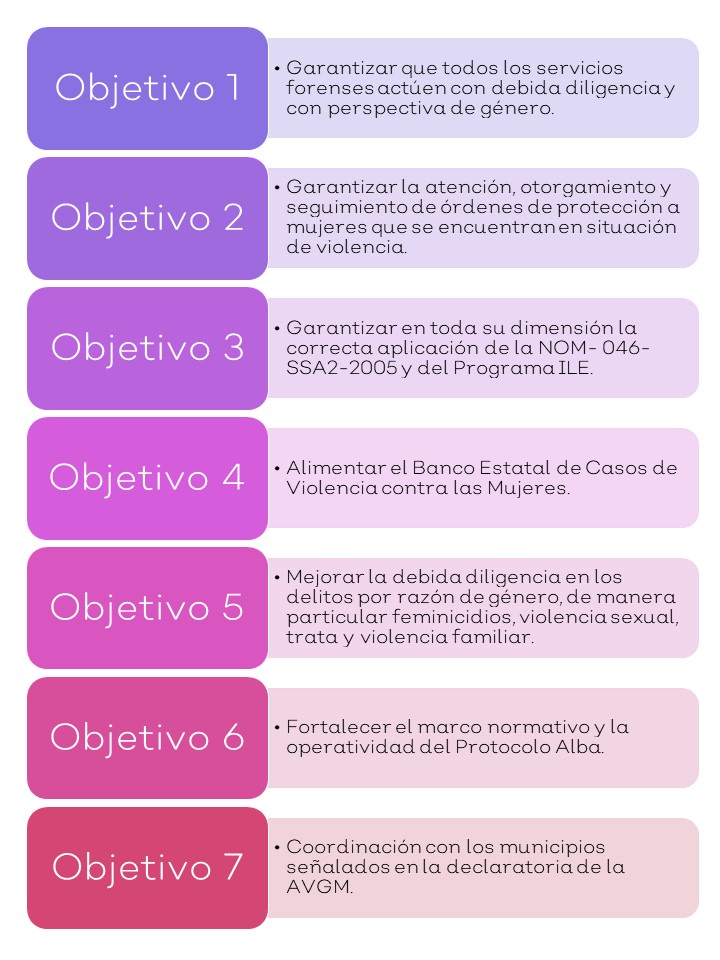 Objetivo 1
• Garantizar que todos los servicios
forenses actúen con debida diligencia y
con perspectiva de género.
Objetivo 2
• Garantizar la atención, otorgamiento y
seguimiento de órdenes de protección a
mujeres que se encuentran en situación
de violencia.
Objetivo 3
• Garantizar en toda su dimensión la
correcta aplicación de la NOM- 046-
SSA2-2005 y del Programa ILE.
Objetivo 4
• Alimentar el Banco Estatal de Casos de
Violencia contra las Mujeres.
Objetivo 5
• Mejorar la debida diligencia en los
delitos por razón de género, de manera
particular feminicidios, violencia sexual,
trata y violencia familiar.
Objetivo 6
• Fortalecer el marco normativo y la
operatividad del Protocolo Alba.
Objetivo 7
• Coordinación con los municipios
señalados en la declaratoria de la
AVGM.